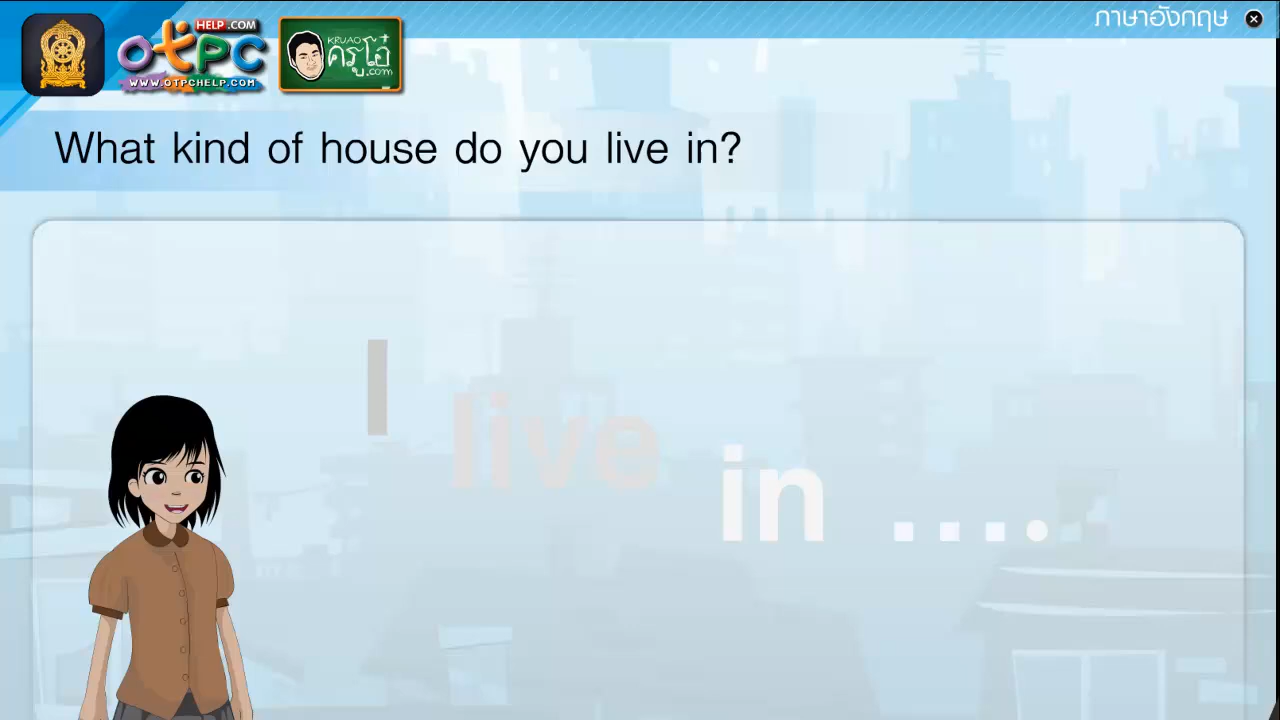 ภาษาอังกฤษ
HELP.COM
OTPC
WWW.OTPCHELP.COM
KRUAO
ครูโอ๋
.com
What kind of house do you live in?
I live in ....